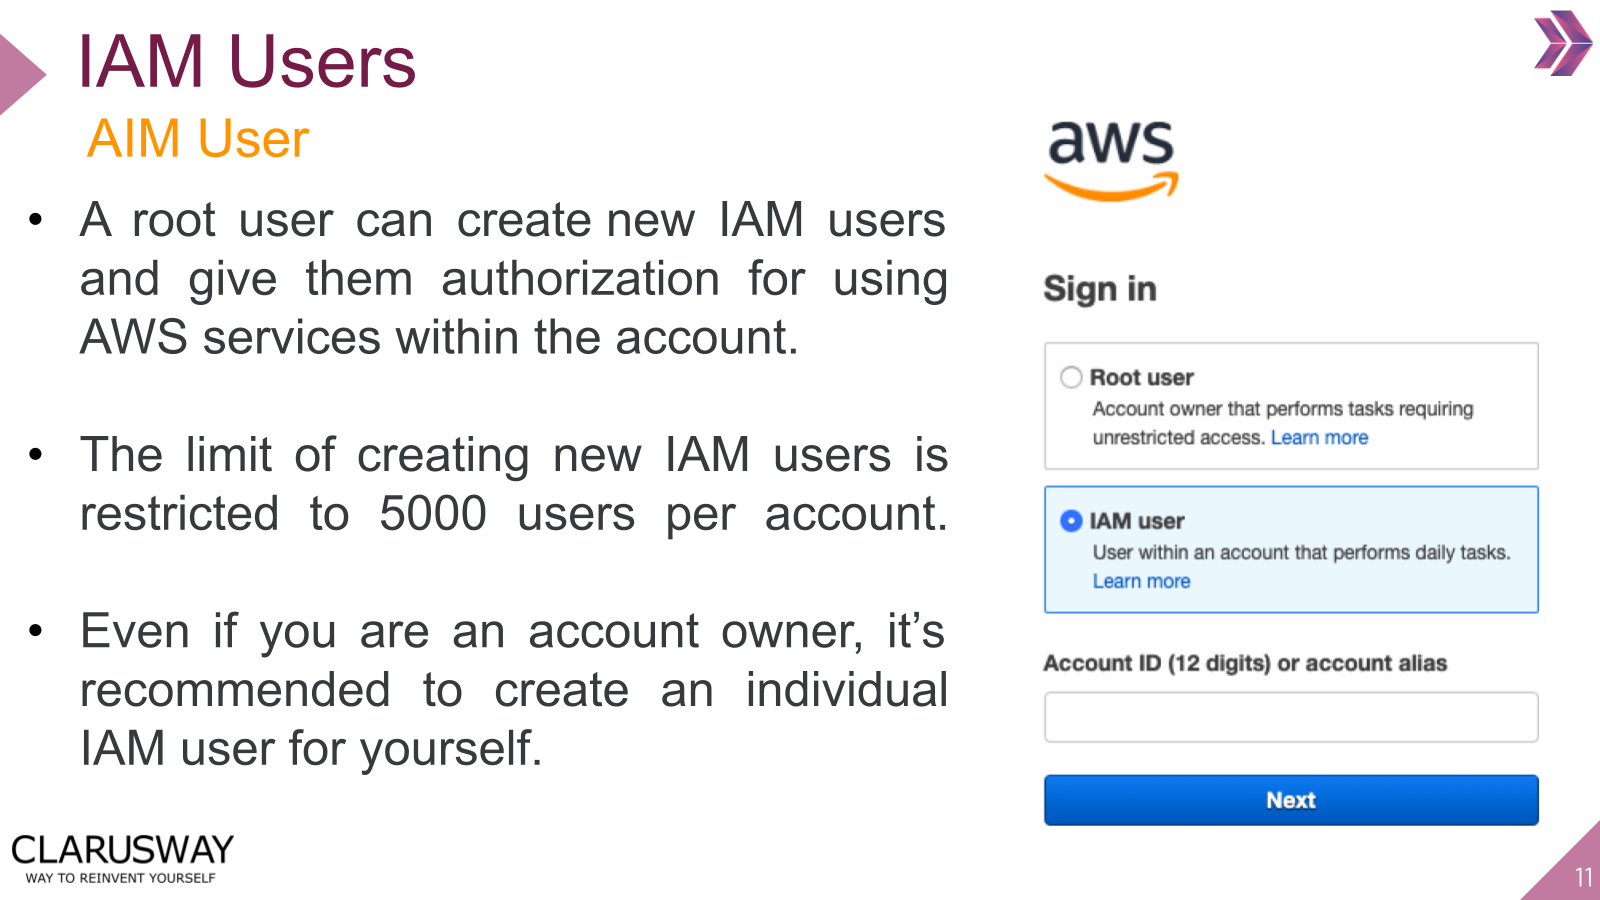 IAM Users
AIM User
• A root user can create new IAM users
and give them authorization for using
AWS services within the account.
• The limit of creating new IAM users is
restricted to 5000 users per account.
• Even if you are an account owner, it’s
recommended to create an individual
IAM user for yourself.
aws
Sign in
Root user
Account owner that performs tasks requiring
unrestricted access. Learn more
IAM user
User within an account that performs daily tasks.
Learn more
Account ID (12 digits) or account alias
Next
CLARUSWAY
WAY TO REINVENT YOURSELF
11